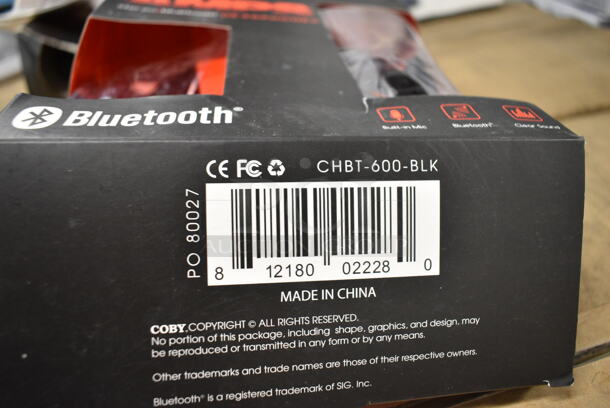 Bluetooth®
Built-in Mic
Bluetooth®
Clear Sound
CE FC CHBT-600-BLK
PO 80027
8 12180 02228 0
MADE IN CHINA
COBY.COPYRIGHT © ALL RIGHTS RESERVED.
No portion of this package, including shape, graphics, and design, may
be reproduced or transmitted in any form or by any means.
Other trademarks and trade names are those of their respective owners.
Bluetooth® is a registered trademark of SIG. Inc.